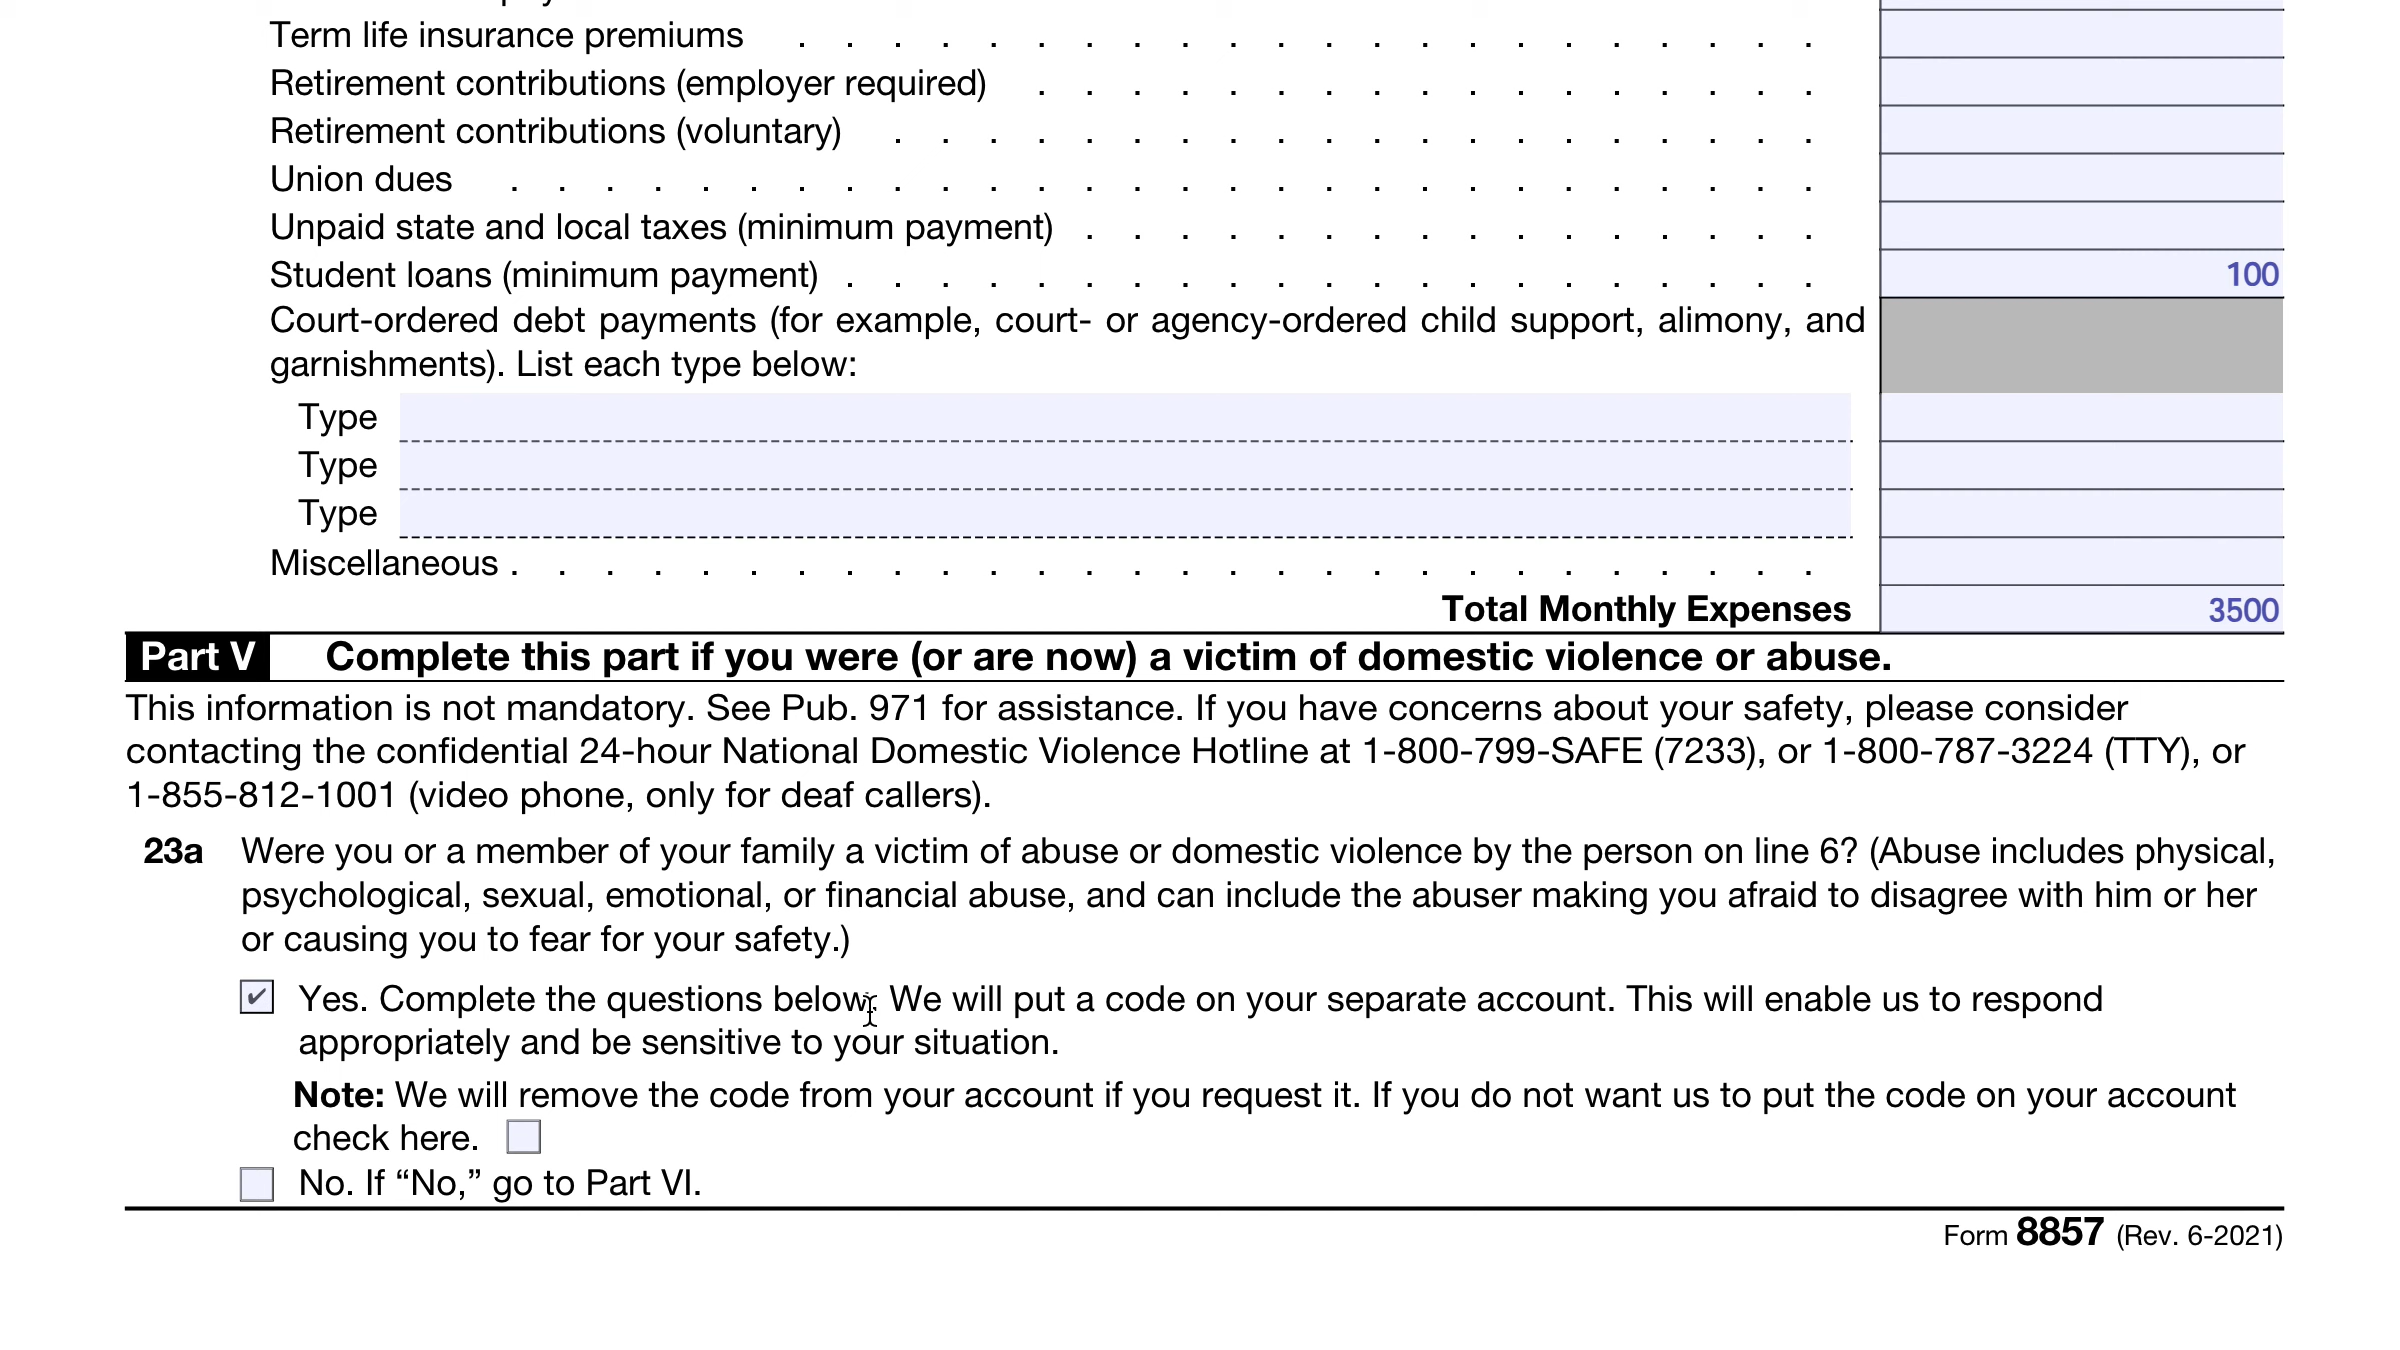 Term life insurance premiums . . . . . . . . . . . . . . . . . . . . . .
Retirement contributions (employer required) . . . . . . . . . . . . . . . . .
Retirement contributions (voluntary) . . . . . . . . . . . . . . . . . . . .
Union dues . . . . . . . . . . . . . . . . . . . . . . . . . . . .
Unpaid state and local taxes (minimum payment) . . . . . . . . . . . . . . . .
Student loans (minimum payment) . . . . . . . . . . . . . . . . . . . . . 100
Court-ordered debt payments (for example, court- or agency-ordered child support, alimony, and
garnishments). List each type below:
Type
Type
Type
Miscellaneous . . . . . . . . . . . . . . . . . . . . . . . . . . . .
Total Monthly Expenses 3500
Part V Complete this part if you were (or are now) a victim of domestic violence or abuse.
This information is not mandatory. See Pub. 971 for assistance. If you have concerns about your safety, please consider
contacting the confidential 24-hour National Domestic Violence Hotline at 1-800-799-SAFE (7233), or 1-800-787-3224 (TTY), or
1-855-812-1001 (video phone, only for deaf callers).
23a Were you or a member of your family a victim of abuse or domestic violence by the person on line 6? (Abuse includes physical,
psychological, sexual, emotional, or financial abuse, and can include the abuser making you afraid to disagree with him or her
or causing you to fear for your safety.)
Yes. Complete the questions below. We will put a code on your separate account. This will enable us to respond
appropriately and be sensitive to your situation.
Note: We will remove the code from your account if you request it. If you do not want us to put the code on your account
check here.
No. If “No,” go to Part VI.
Form 8857 (Rev. 6-2021)